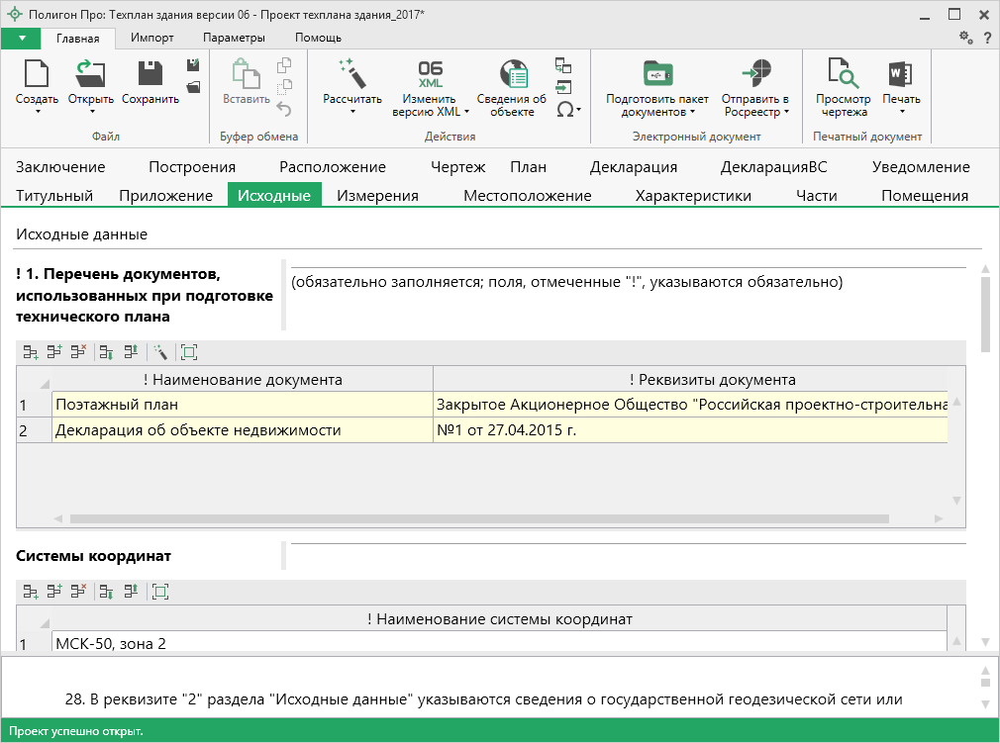 Полигон Про: Техплан здания версии 06 - Проект техплана здания_2017*
Главная Импорт Параметры Помощь
?
06
XML
W
Создать Открыть Сохранить Вставить Рассчитать Изменить версию XML Сведения об объекте Подготовить пакет документов Отправить в Росреестр Просмотр чертежа Печать
Ω
Файл Буфер обмена Действия Электронный документ Печатный документ
Заключение Построения Расположение Чертеж План Декларация ДекларацияВС Уведомление
Титульный Приложение Исходные Измерения Местоположение Характеристики Части Помещения
Исходные данные
! 1. Перечень документов,
использованных при подготовке
технического плана
(обязательно заполняется; поля, отмеченные "!", указываются обязательно)
! Наименование документа ! Реквизиты документа
1 Поэтажный план Закрытое Акционерное Общество "Российская проектно-строительна
2 Декларация об объекте недвижимости №1 от 27.04.2015 г.
Системы координат
! Наименование системы координат
1 МСК-50, зона 2
28. В реквизите "2" раздела "Исходные данные" указываются сведения о государственной геодезической сети или
Проект успешно открыт.